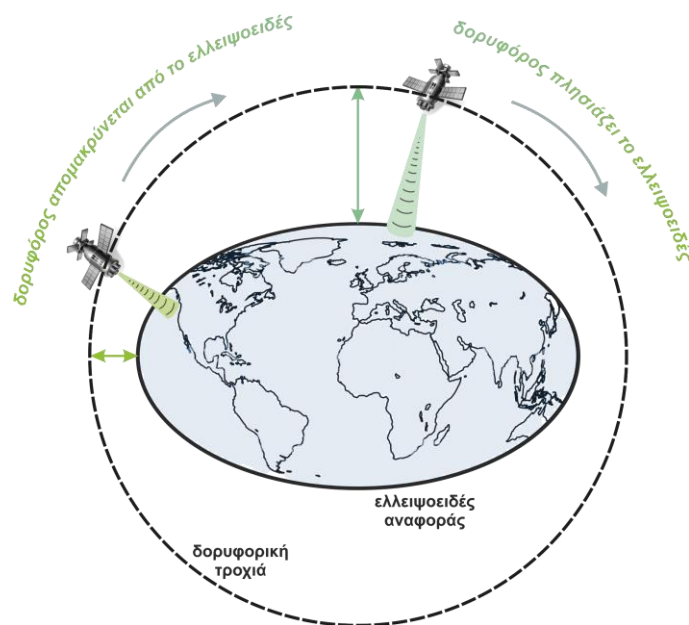 δορυφόρος απομακρύνεται από το ελλειψοειδές
δορυφόρος πλησιάζει το ελλειψοειδές
ελλειψοειδές
αναφοράς
δορυφορική
τροχιά